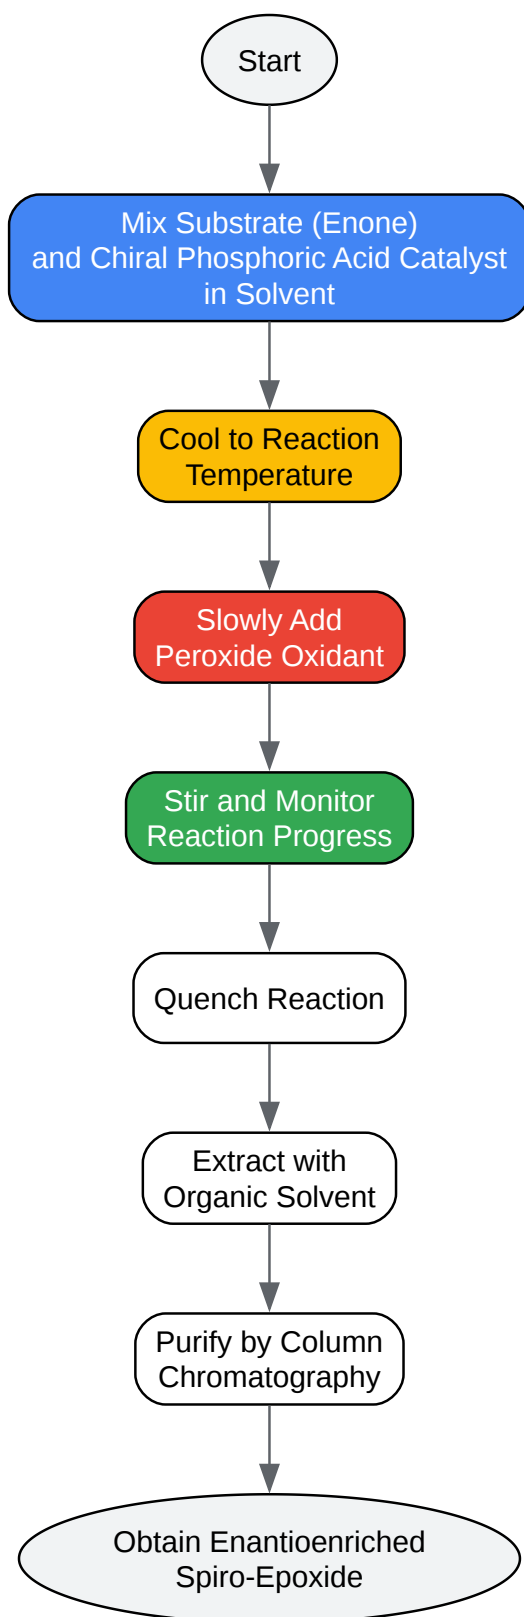 Start
Mix Substrate (Enone)
and Chiral Phosphoric Acid Catalyst
in Solvent
Cool to Reaction
Temperature
Slowly Add
Peroxide Oxidant
Stir and Monitor
Reaction Progress
Quench Reaction
Extract with
Organic Solvent
Purify by Column
Chromatography
Obtain Enantioenriched
Spiro-Epoxide